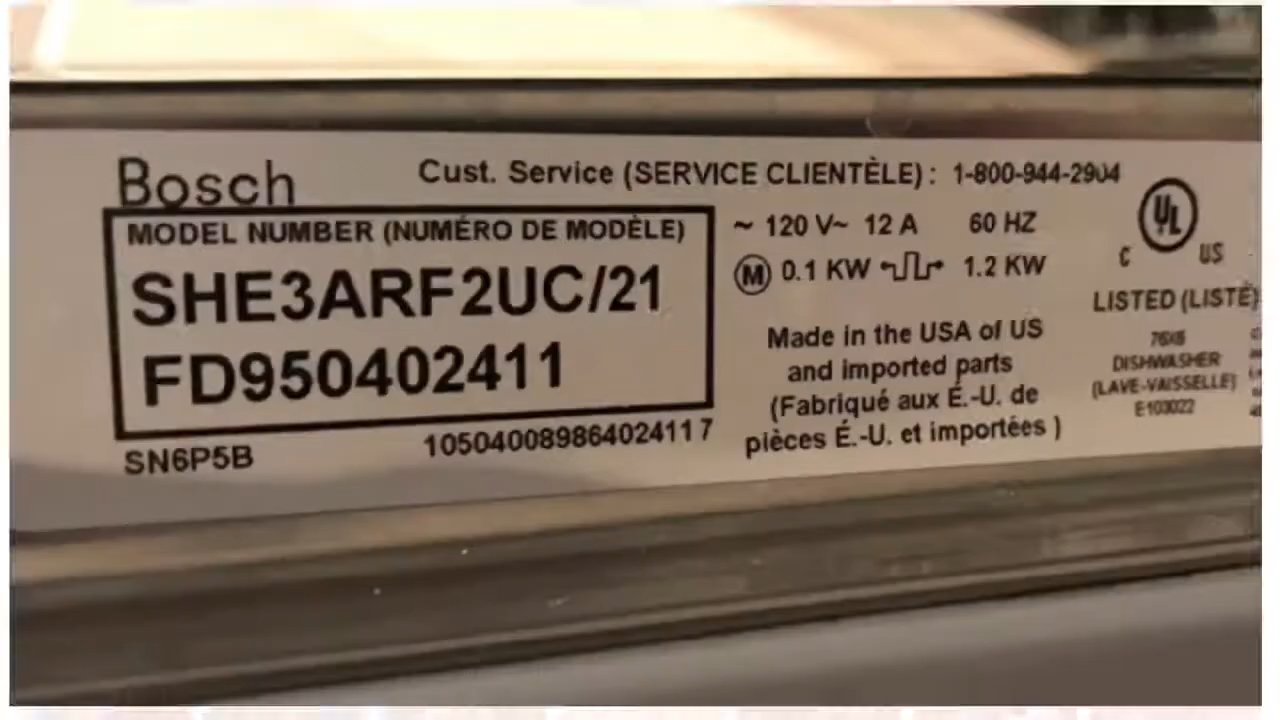 Bosch
Cust. Service (SERVICE CLIENTÈLE) : 1-800-944-2904
MODEL NUMBER (NUMÉRO DE MODÈLE)
SHE3ARF2UC/21
FD950402411
SN6P5B
105040089864024117
~ 120 V~ 12 A 60 HZ
M 0.1 KW 1.2 KW
Made in the USA of US
and imported parts
(Fabriqué aux É.-U. de
pièces É.-U. et importées )
UL
C US
LISTED (LISTÉ)
76X6
DISHWASHER
(LAVE-VAISSELLE)
E103022